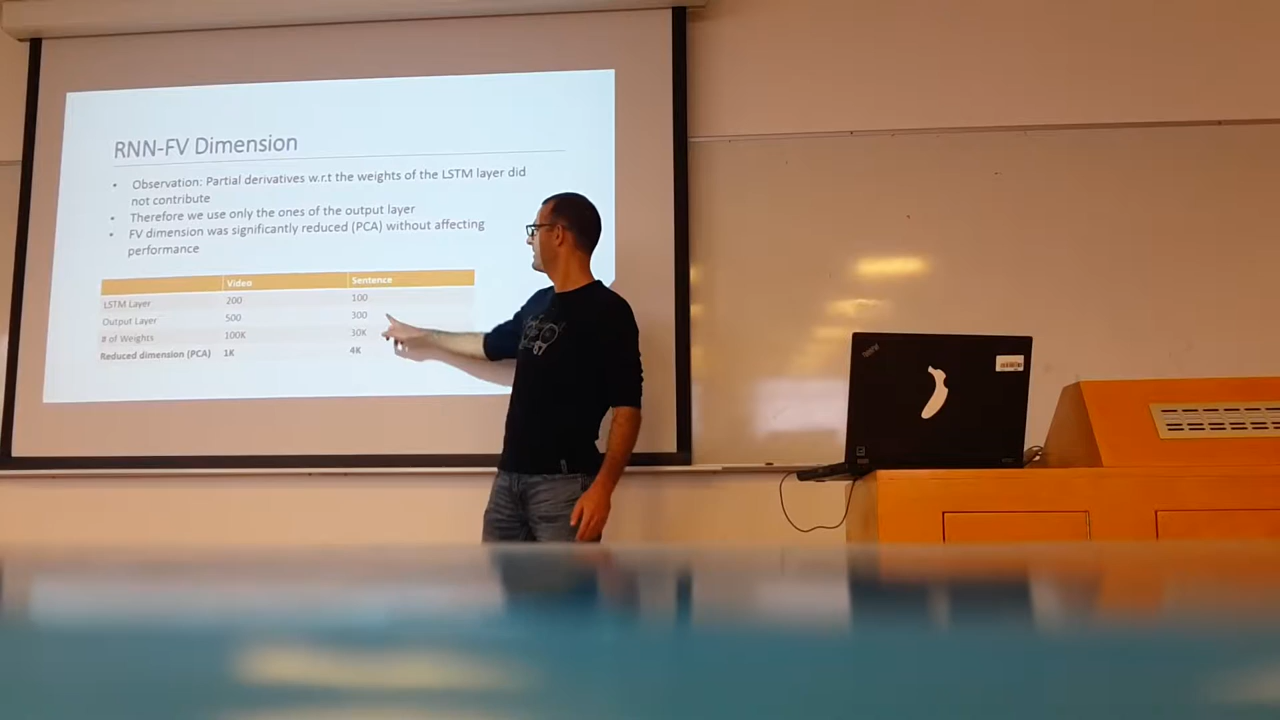 RNN-FV Dimension
• Observation: Partial derivatives w.r.t the weights of the LSTM layer did
not contribute
• Therefore we use only the ones of the output layer
• FV dimension was significantly reduced (PCA) without affecting
performance
Video Sentence
LSTM Layer 200 100
Output Layer 500 300
# of Weights 100K 30K
Reduced dimension (PCA) 1K 4K
ThinkPad
67